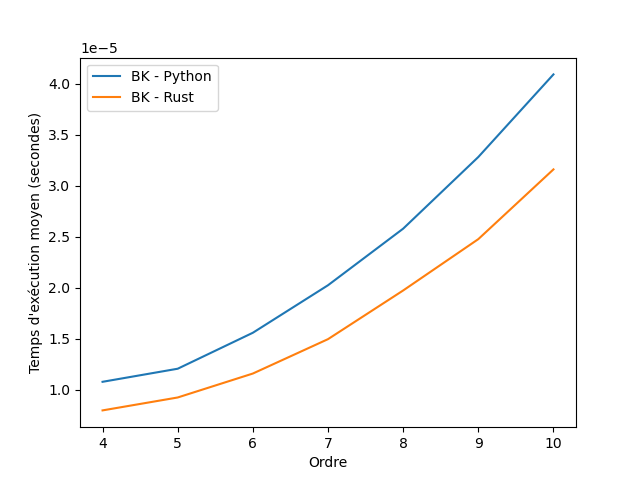 1e−5
BK - Python
BK - Rust
Temps d'exécution moyen (secondes)
4.0
3.5
3.0
2.5
2.0
1.5
1.0
4 5 6 7 8 9 10
Ordre